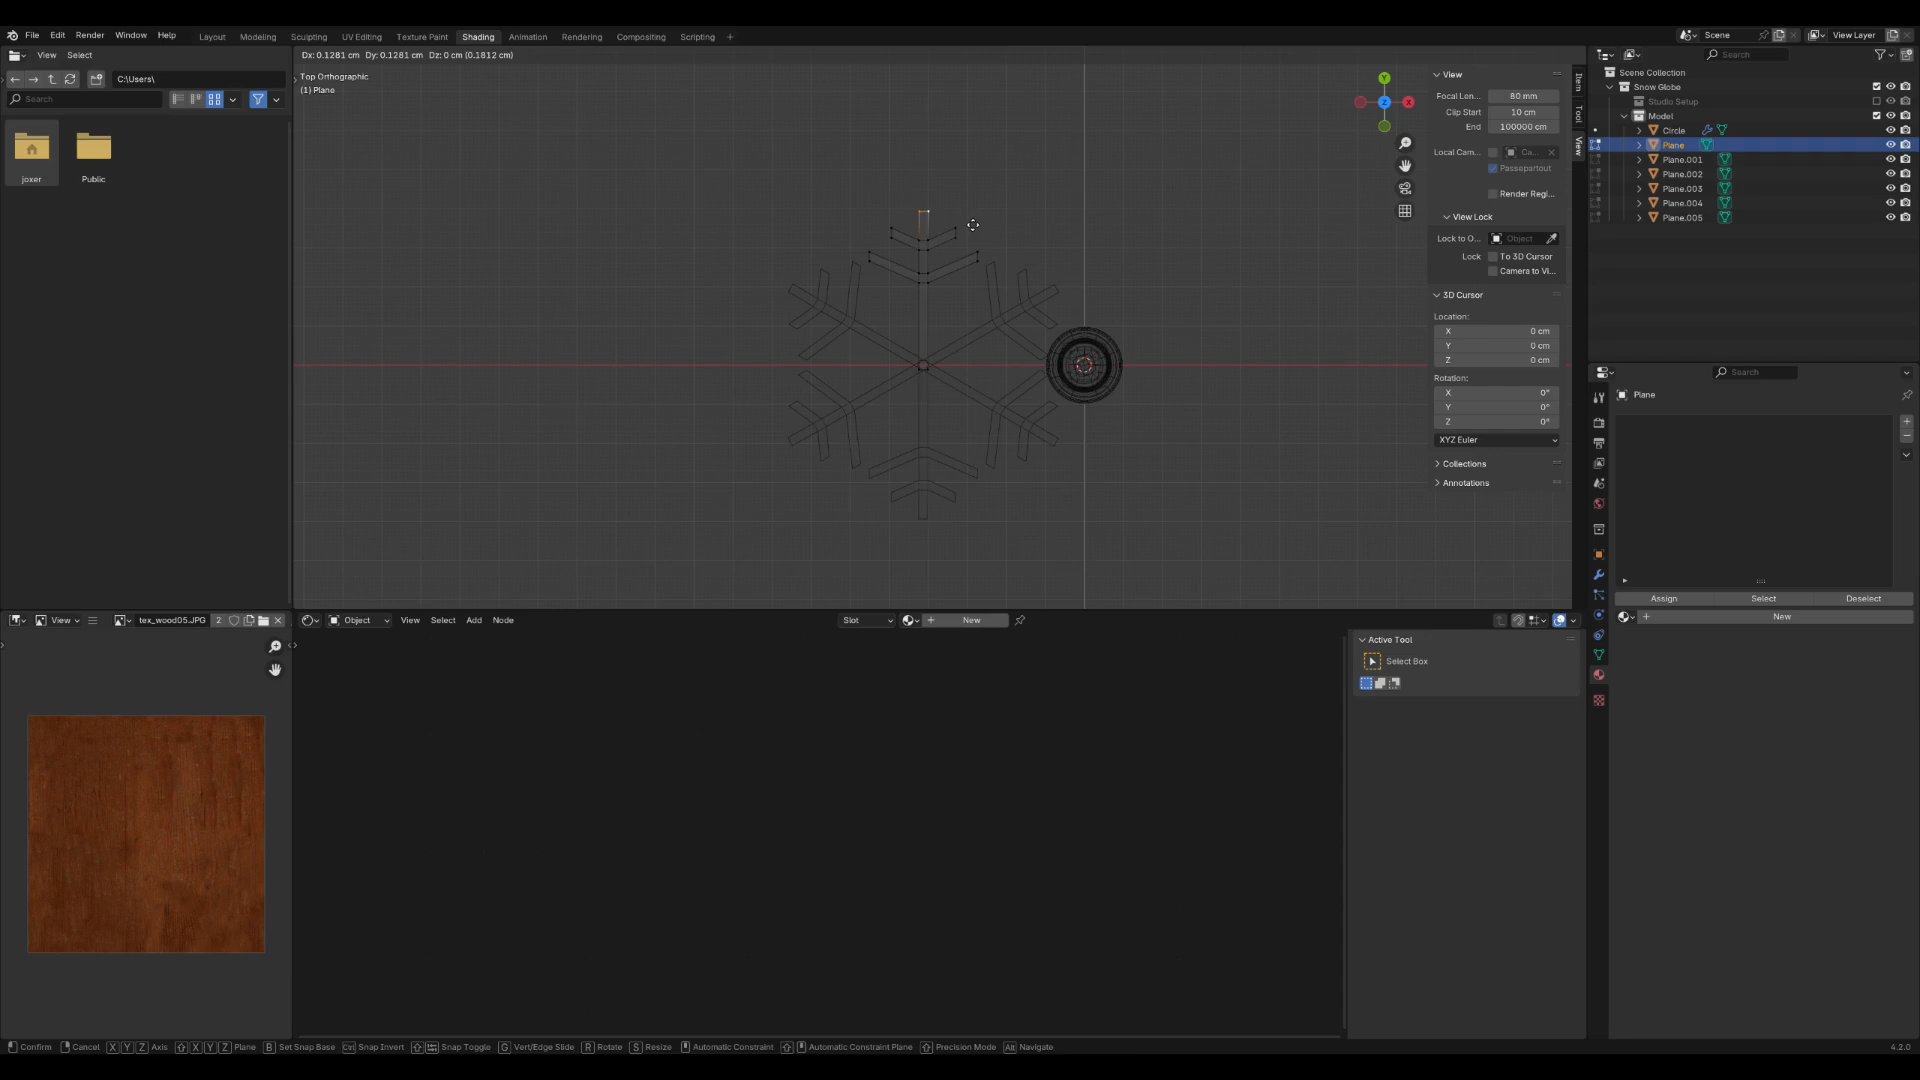 File Edit Render Window Help
Layout Modeling Sculpting UV Editing Texture Paint Shading Animation Rendering Compositing Scripting +
Scene
View Layer
View Select
C:\Users\
Search
joxer
Public
Dx: 0.1281 cm Dy: 0.1281 cm Dz: 0 cm (0.1812 cm)
Top Orthographic
(1) Plane
Y
Z
X
View
Focal Len... 80 mm
Clip Start 10 cm
End 100000 cm
Local Cam... Ca...
Passepartout
Render Regi...
View Lock
Lock to O... Object
Lock To 3D Cursor
Camera to Vi...
3D Cursor
Location:
X 0 cm
Y 0 cm
Z 0 cm
Rotation:
X 0°
Y 0°
Z 0°
XYZ Euler
Collections
Annotations
Item
Tool
View
Search
Scene Collection
Snow Globe
Studio Setup
Model
Circle
Plane
Plane.001
Plane.002
Plane.003
Plane.004
Plane.005
Search
Plane
Assign Select Deselect
New
View
tex_wood05.JPG 2
Object View Select Add Node
Slot
New
Active Tool
Select Box
Confirm Cancel X Y Z Axis X Y Z Plane B Set Snap Base Ctrl Snap Invert Snap Toggle G Vert/Edge Slide R Rotate S Resize Automatic Constraint Automatic Constraint Plane Precision Mode Alt Navigate
4.2.0